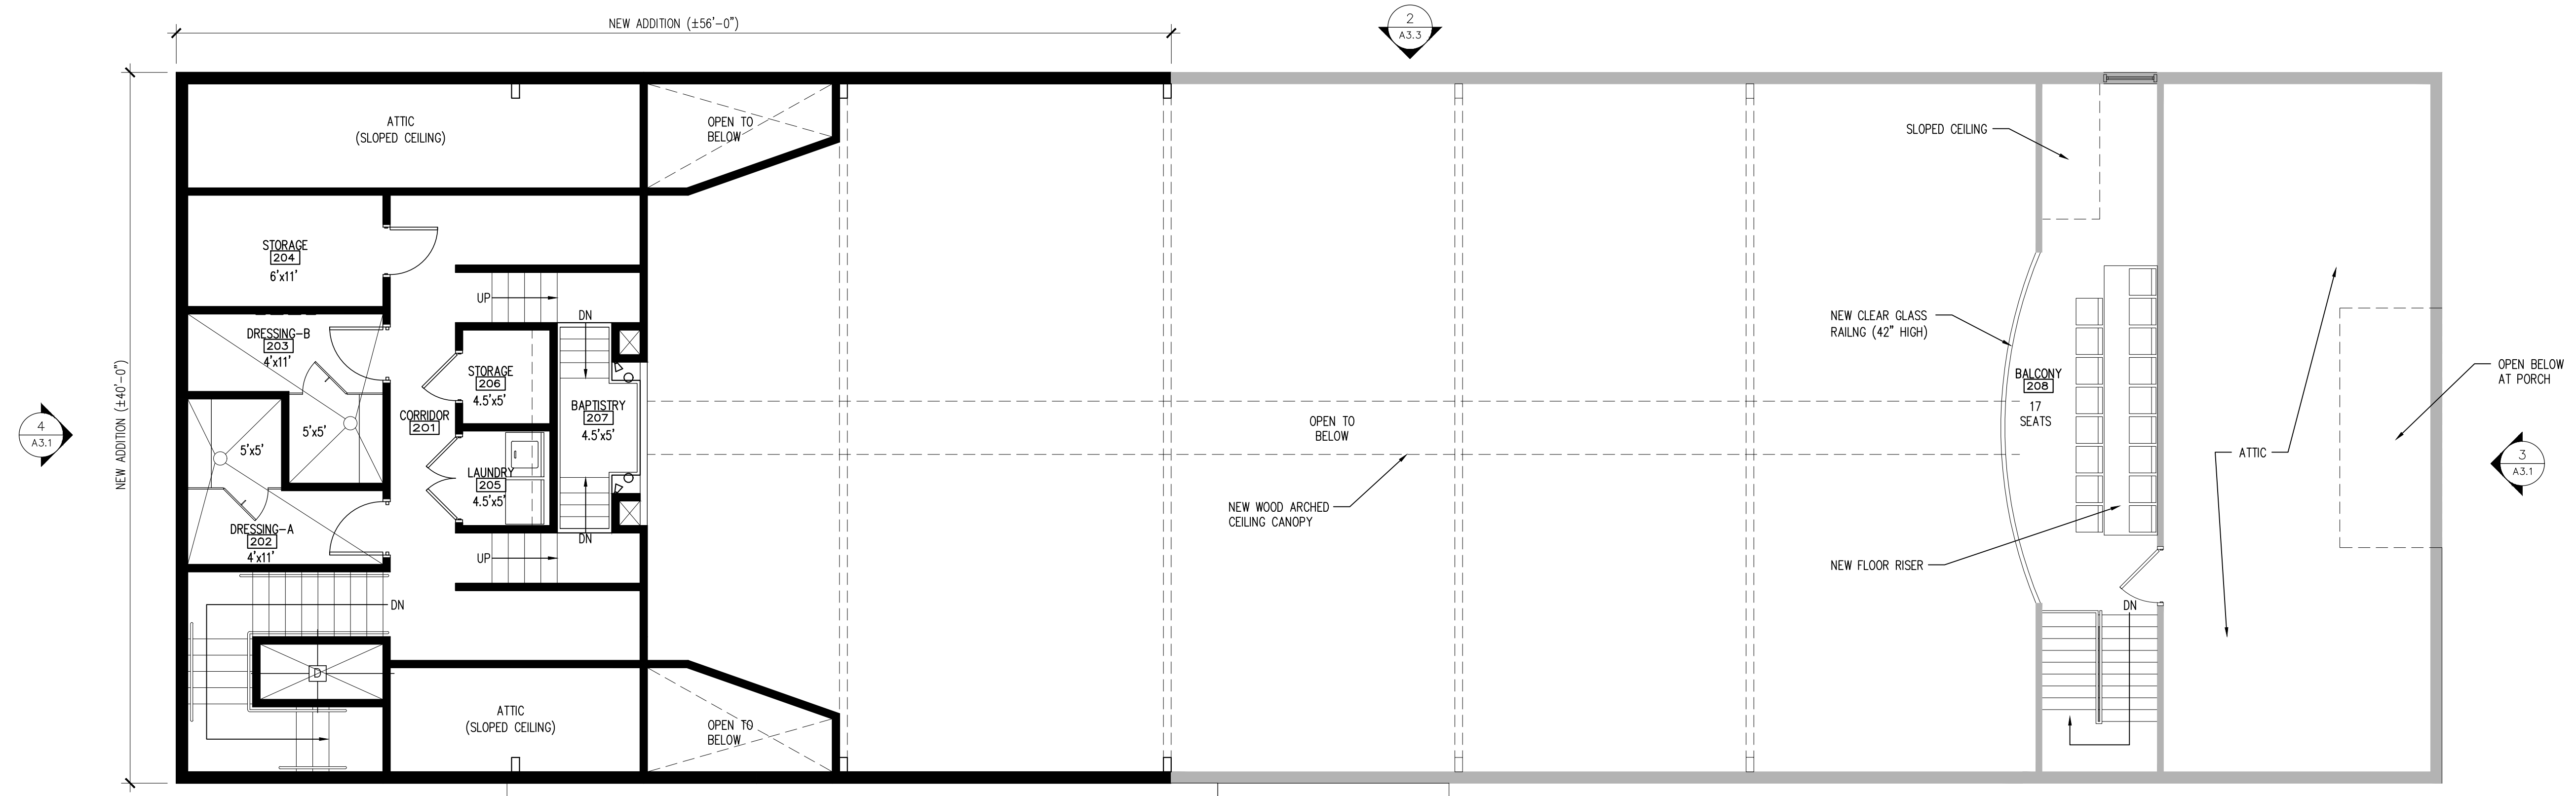 NEW ADDITION (±56'-0")
2
A3.3
NEW ADDITION (±40'-0")
ATTIC
(SLOPED CEILING)
OPEN TO
BELOW
SLOPED CEILING
STORAGE
204
6'x11'
UP
DN
DRESSING-B
203
4'x11'
5'x5'
STORAGE
206
4.5'x5'
CORRIDOR
201
BAPTISTRY
207
4.5'x5'
NEW CLEAR GLASS
RAILNG (42" HIGH)
BALCONY
208
17
SEATS
OPEN BELOW
AT PORCH
4
A3.1
5'x5'
LAUNDRY
205
4.5'x5'
OPEN TO
BELOW
ATTIC
3
A3.1
NEW WOOD ARCHED
CEILING CANOPY
DRESSING-A
202
4'x11'
DN
UP
NEW FLOOR RISER
DN
DN
D
ATTIC
(SLOPED CEILING)
OPEN TO
BELOW